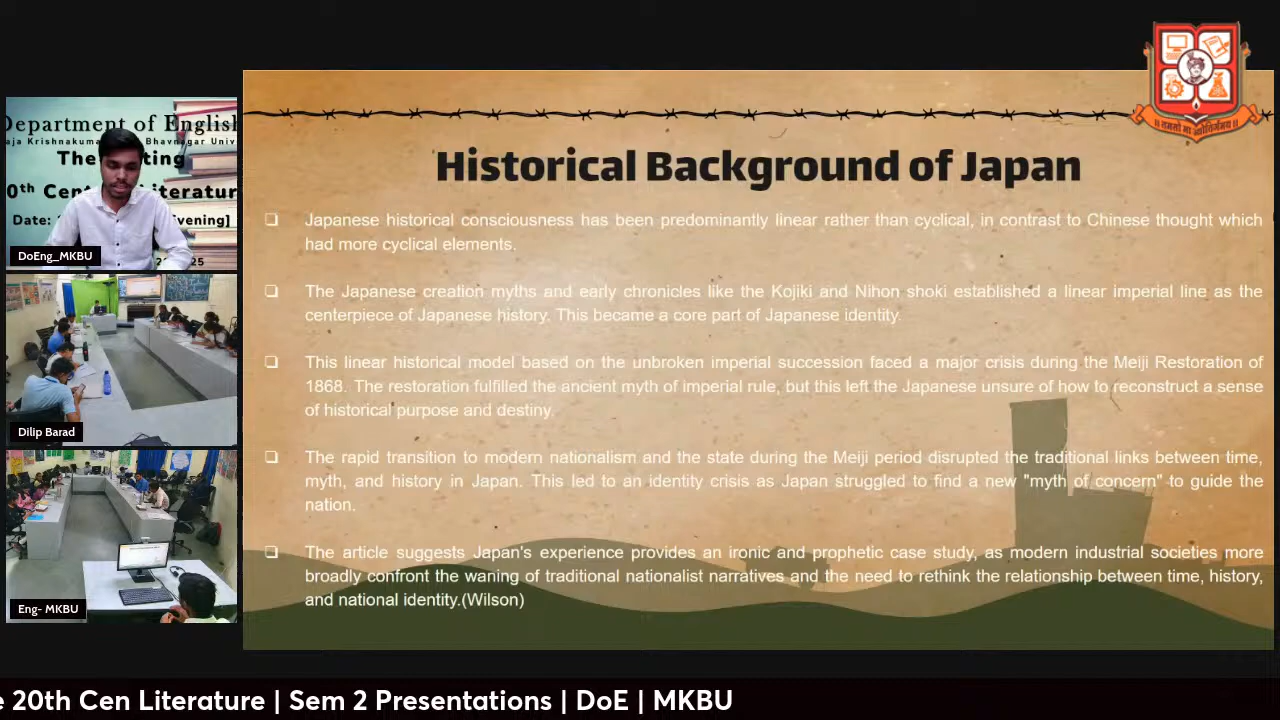 Department of English
Krishnakuma Bhavnagar Univ
Date:
DoEng_MKBU
Dilip Barad
Eng- MKBU
Historical Background of Japan
❏ Japanese historical consciousness has been predominantly linear rather than cyclical, in contrast to Chinese thought which
had more cyclical elements.
❏ The Japanese creation myths and early chronicles like the Kojiki and Nihon shoki established a linear imperial line as the
centerpiece of Japanese history. This became a core part of Japanese identity.
❏ This linear historical model based on the unbroken imperial succession faced a major crisis during the Meiji Restoration of
1868. The restoration fulfilled the ancient myth of imperial rule, but this left the Japanese unsure of how to reconstruct a sense
of historical purpose and destiny.
❏ The rapid transition to modern nationalism and the state during the Meiji period disrupted the traditional links between time,
myth, and history in Japan. This led to an identity crisis as Japan struggled to find a new "myth of concern" to guide the
nation.
❏ The article suggests Japan's experience provides an ironic and prophetic case study, as modern industrial societies more
broadly confront the waning of traditional nationalist narratives and the need to rethink the relationship between time, history,
and national identity.(Wilson)
|| तमसो मा ज्योतिर्गमय ||
e 20th Cen Literature | Sem 2 Presentations | DoE | MKBU